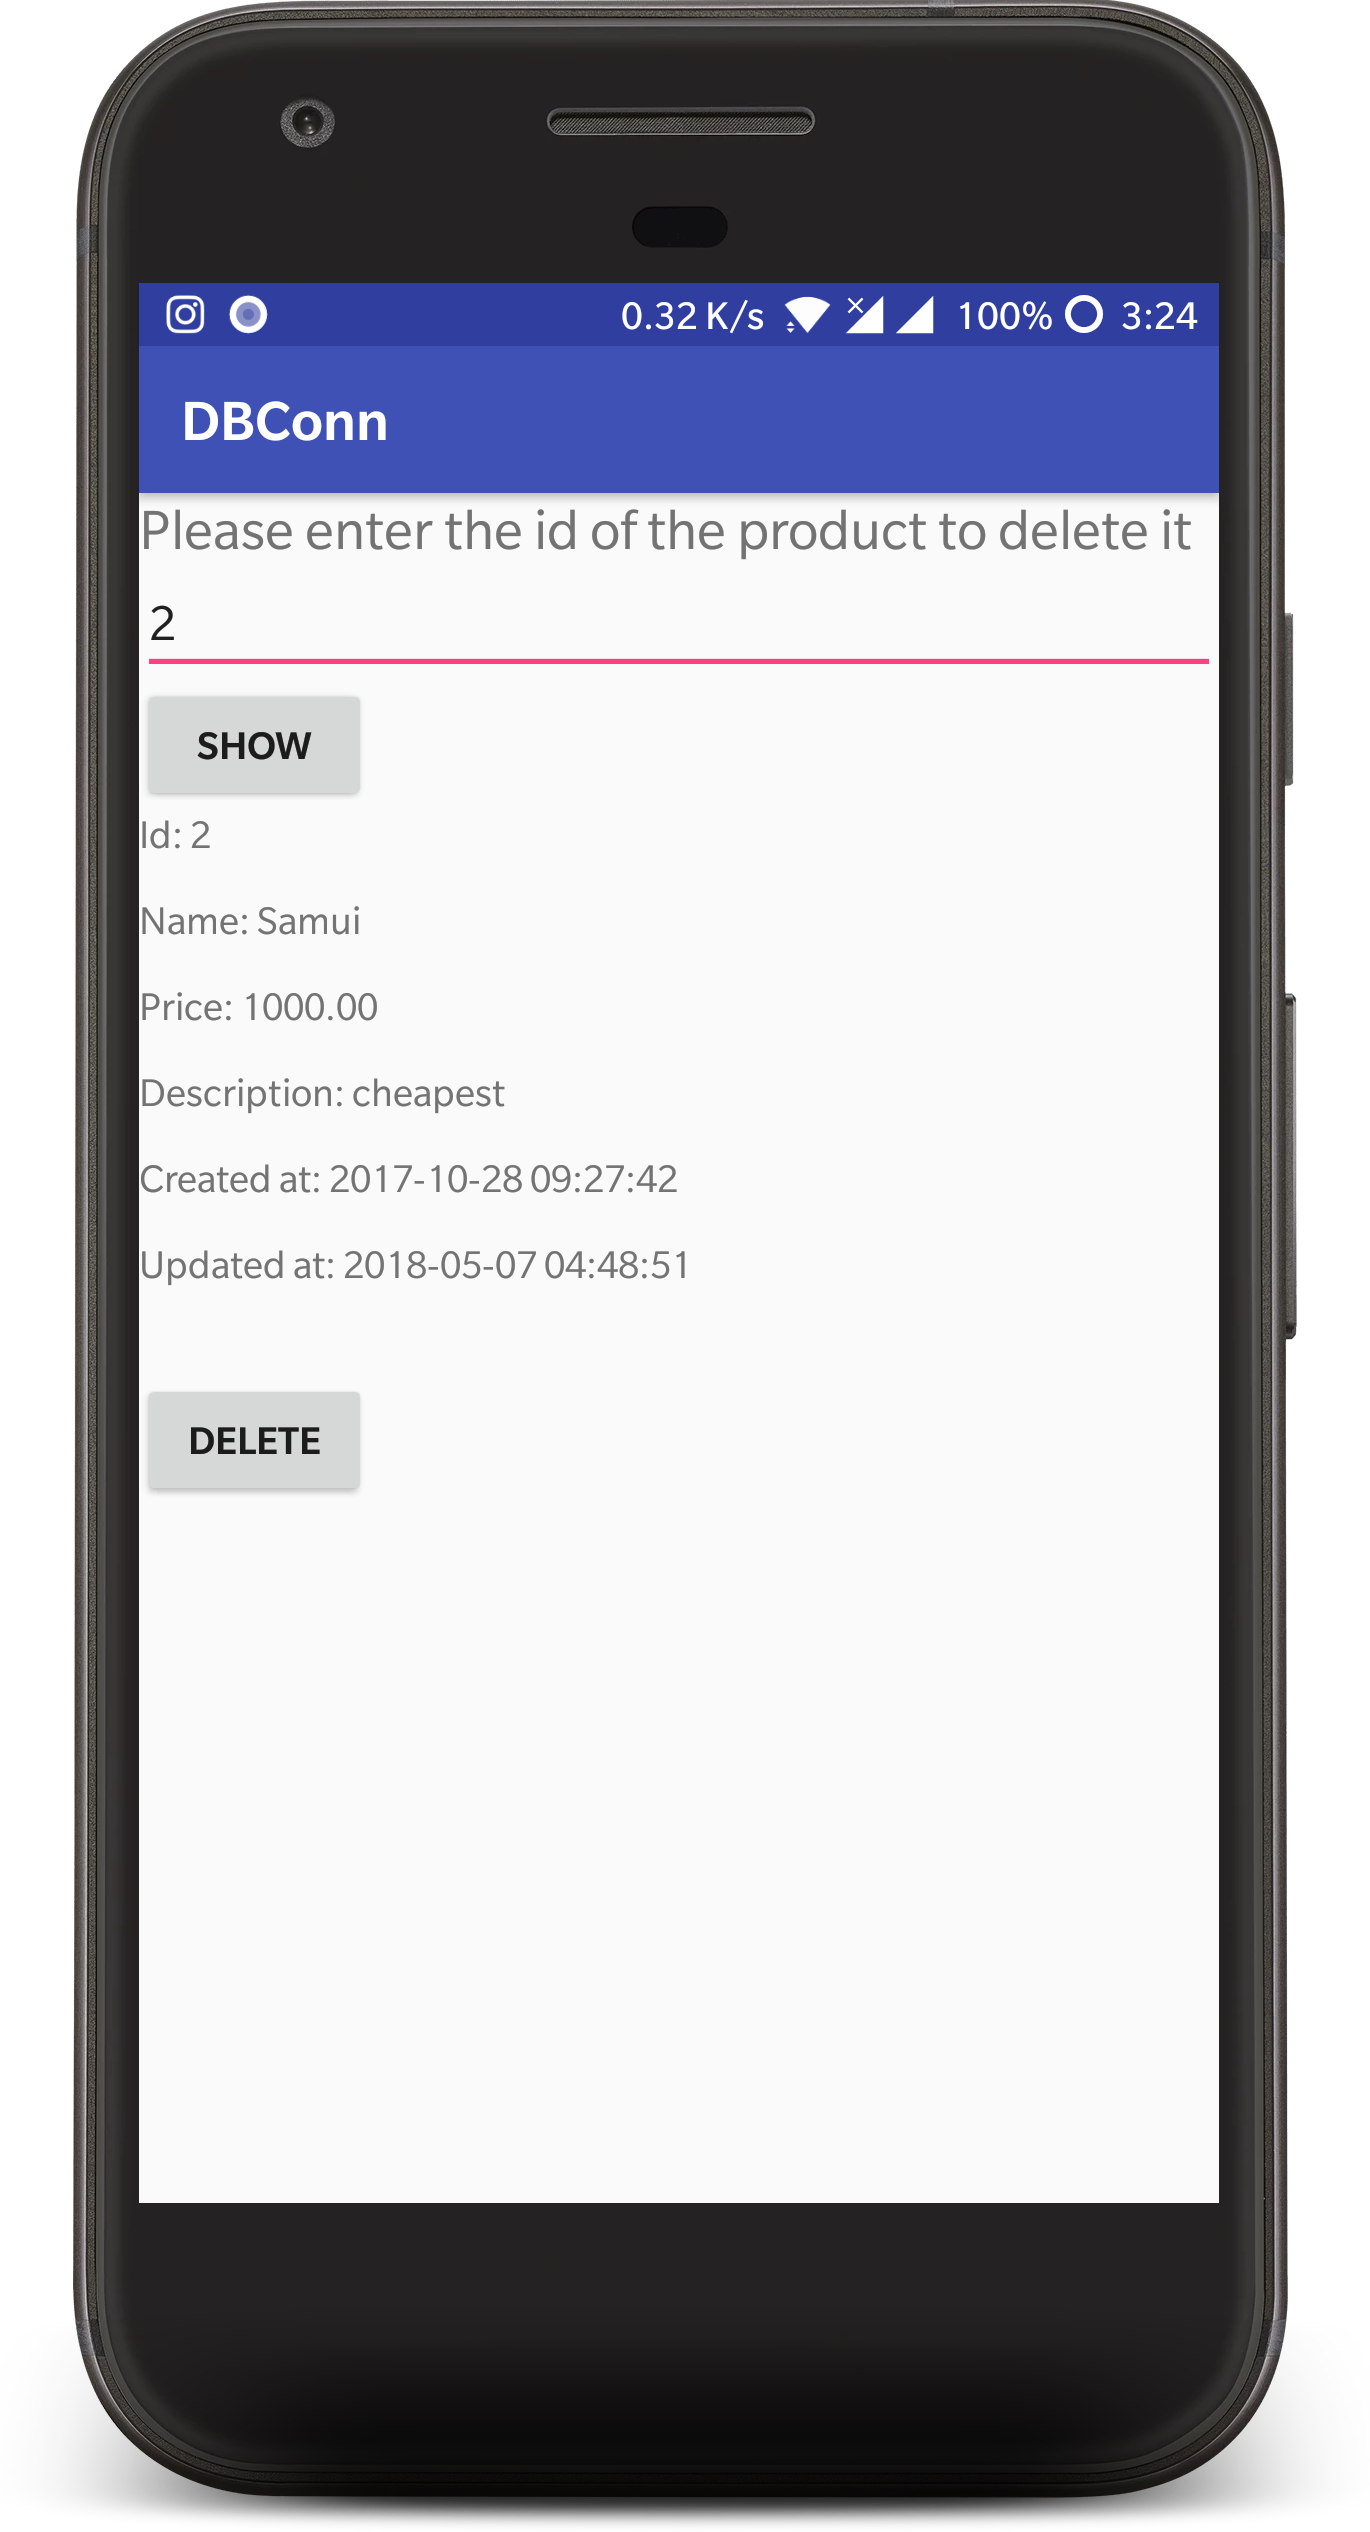 0.32 K/s 100% 3:24
DBConn
Please enter the id of the product to delete it
2
SHOW
Id: 2
Name: Samui
Price: 1000.00
Description: cheapest
Created at: 2017-10-28 09:27:42
Updated at: 2018-05-07 04:48:51
DELETE